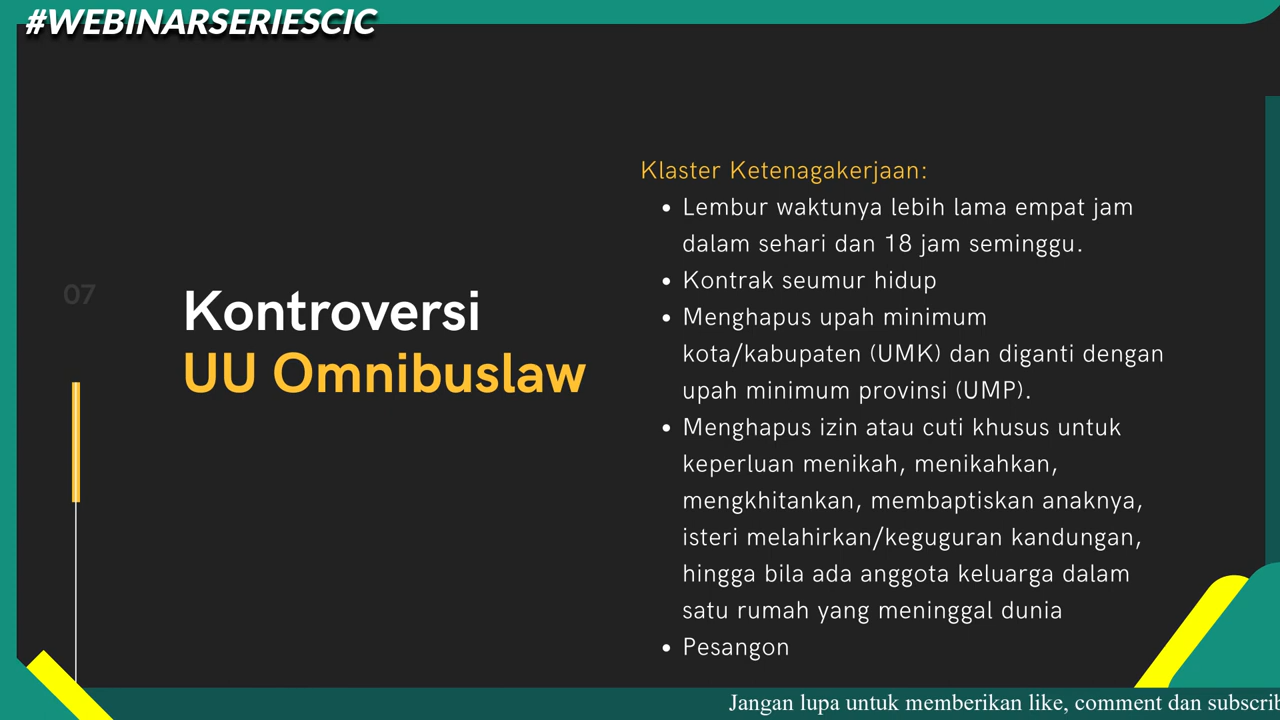 #WEBINARSERIESCIC
07
Kontroversi
UU Omnibuslaw
Klaster Ketenagakerjaan:
• Lembur waktunya lebih lama empat jam
dalam sehari dan 18 jam seminggu.
• Kontrak seumur hidup
• Menghapus upah minimum
kota/kabupaten (UMK) dan diganti dengan
upah minimum provinsi (UMP).
• Menghapus izin atau cuti khusus untuk
keperluan menikah, menikahkan,
mengkhitankan, membaptiskan anaknya,
isteri melahirkan/keguguran kandungan,
hingga bila ada anggota keluarga dalam
satu rumah yang meninggal dunia
• Pesangon
Jangan lupa untuk memberikan like, comment dan subscrib